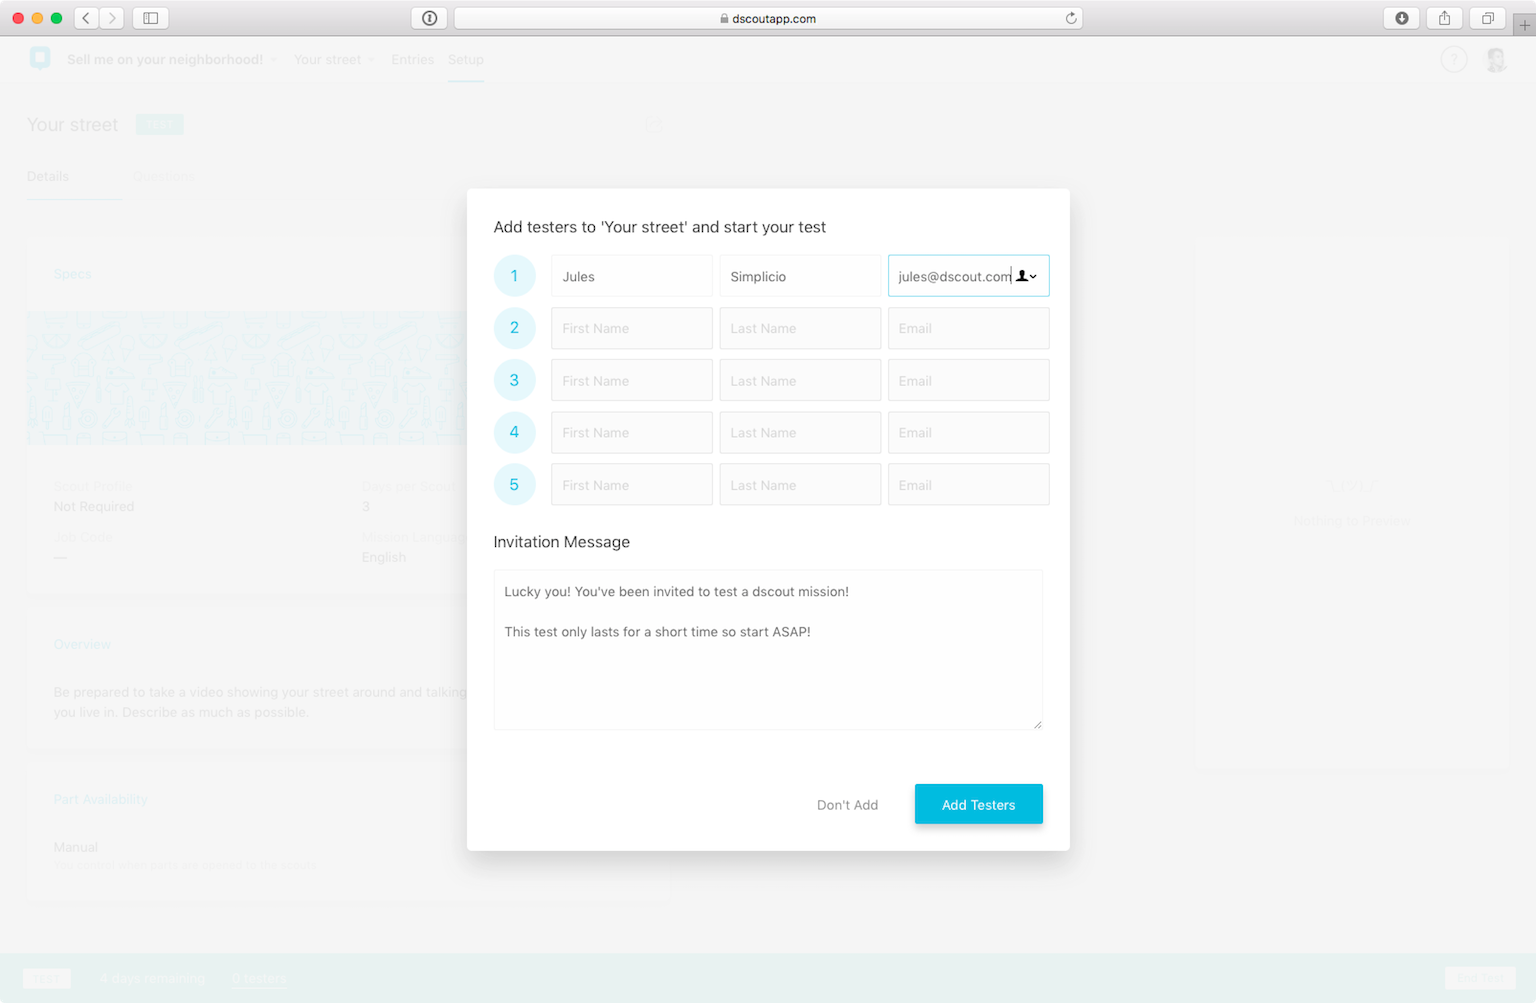 dscoutapp.com
Sell me on your neighborhood! Your street Entries Setup ?
Your street TEST
Details Questions
Specs
Scout Profile Days per Scout
Not Required 3
Tag Code Mission Language
— English
Overview
Be prepared to take a video showing your street around and talking
you live in. Describe as much as possible.
Part Availability
Manual
Nothing to Preview
Add testers to 'Your street' and start your test
1 Jules Simplicio jules@dscout.com
2 First Name Last Name Email
3 First Name Last Name Email
4 First Name Last Name Email
5 First Name Last Name Email
Invitation Message
Lucky you! You've been invited to test a dscout mission!
This test only lasts for a short time so start ASAP!
Don't Add Add Testers
TEST 4 days remaining 0 testers End Test